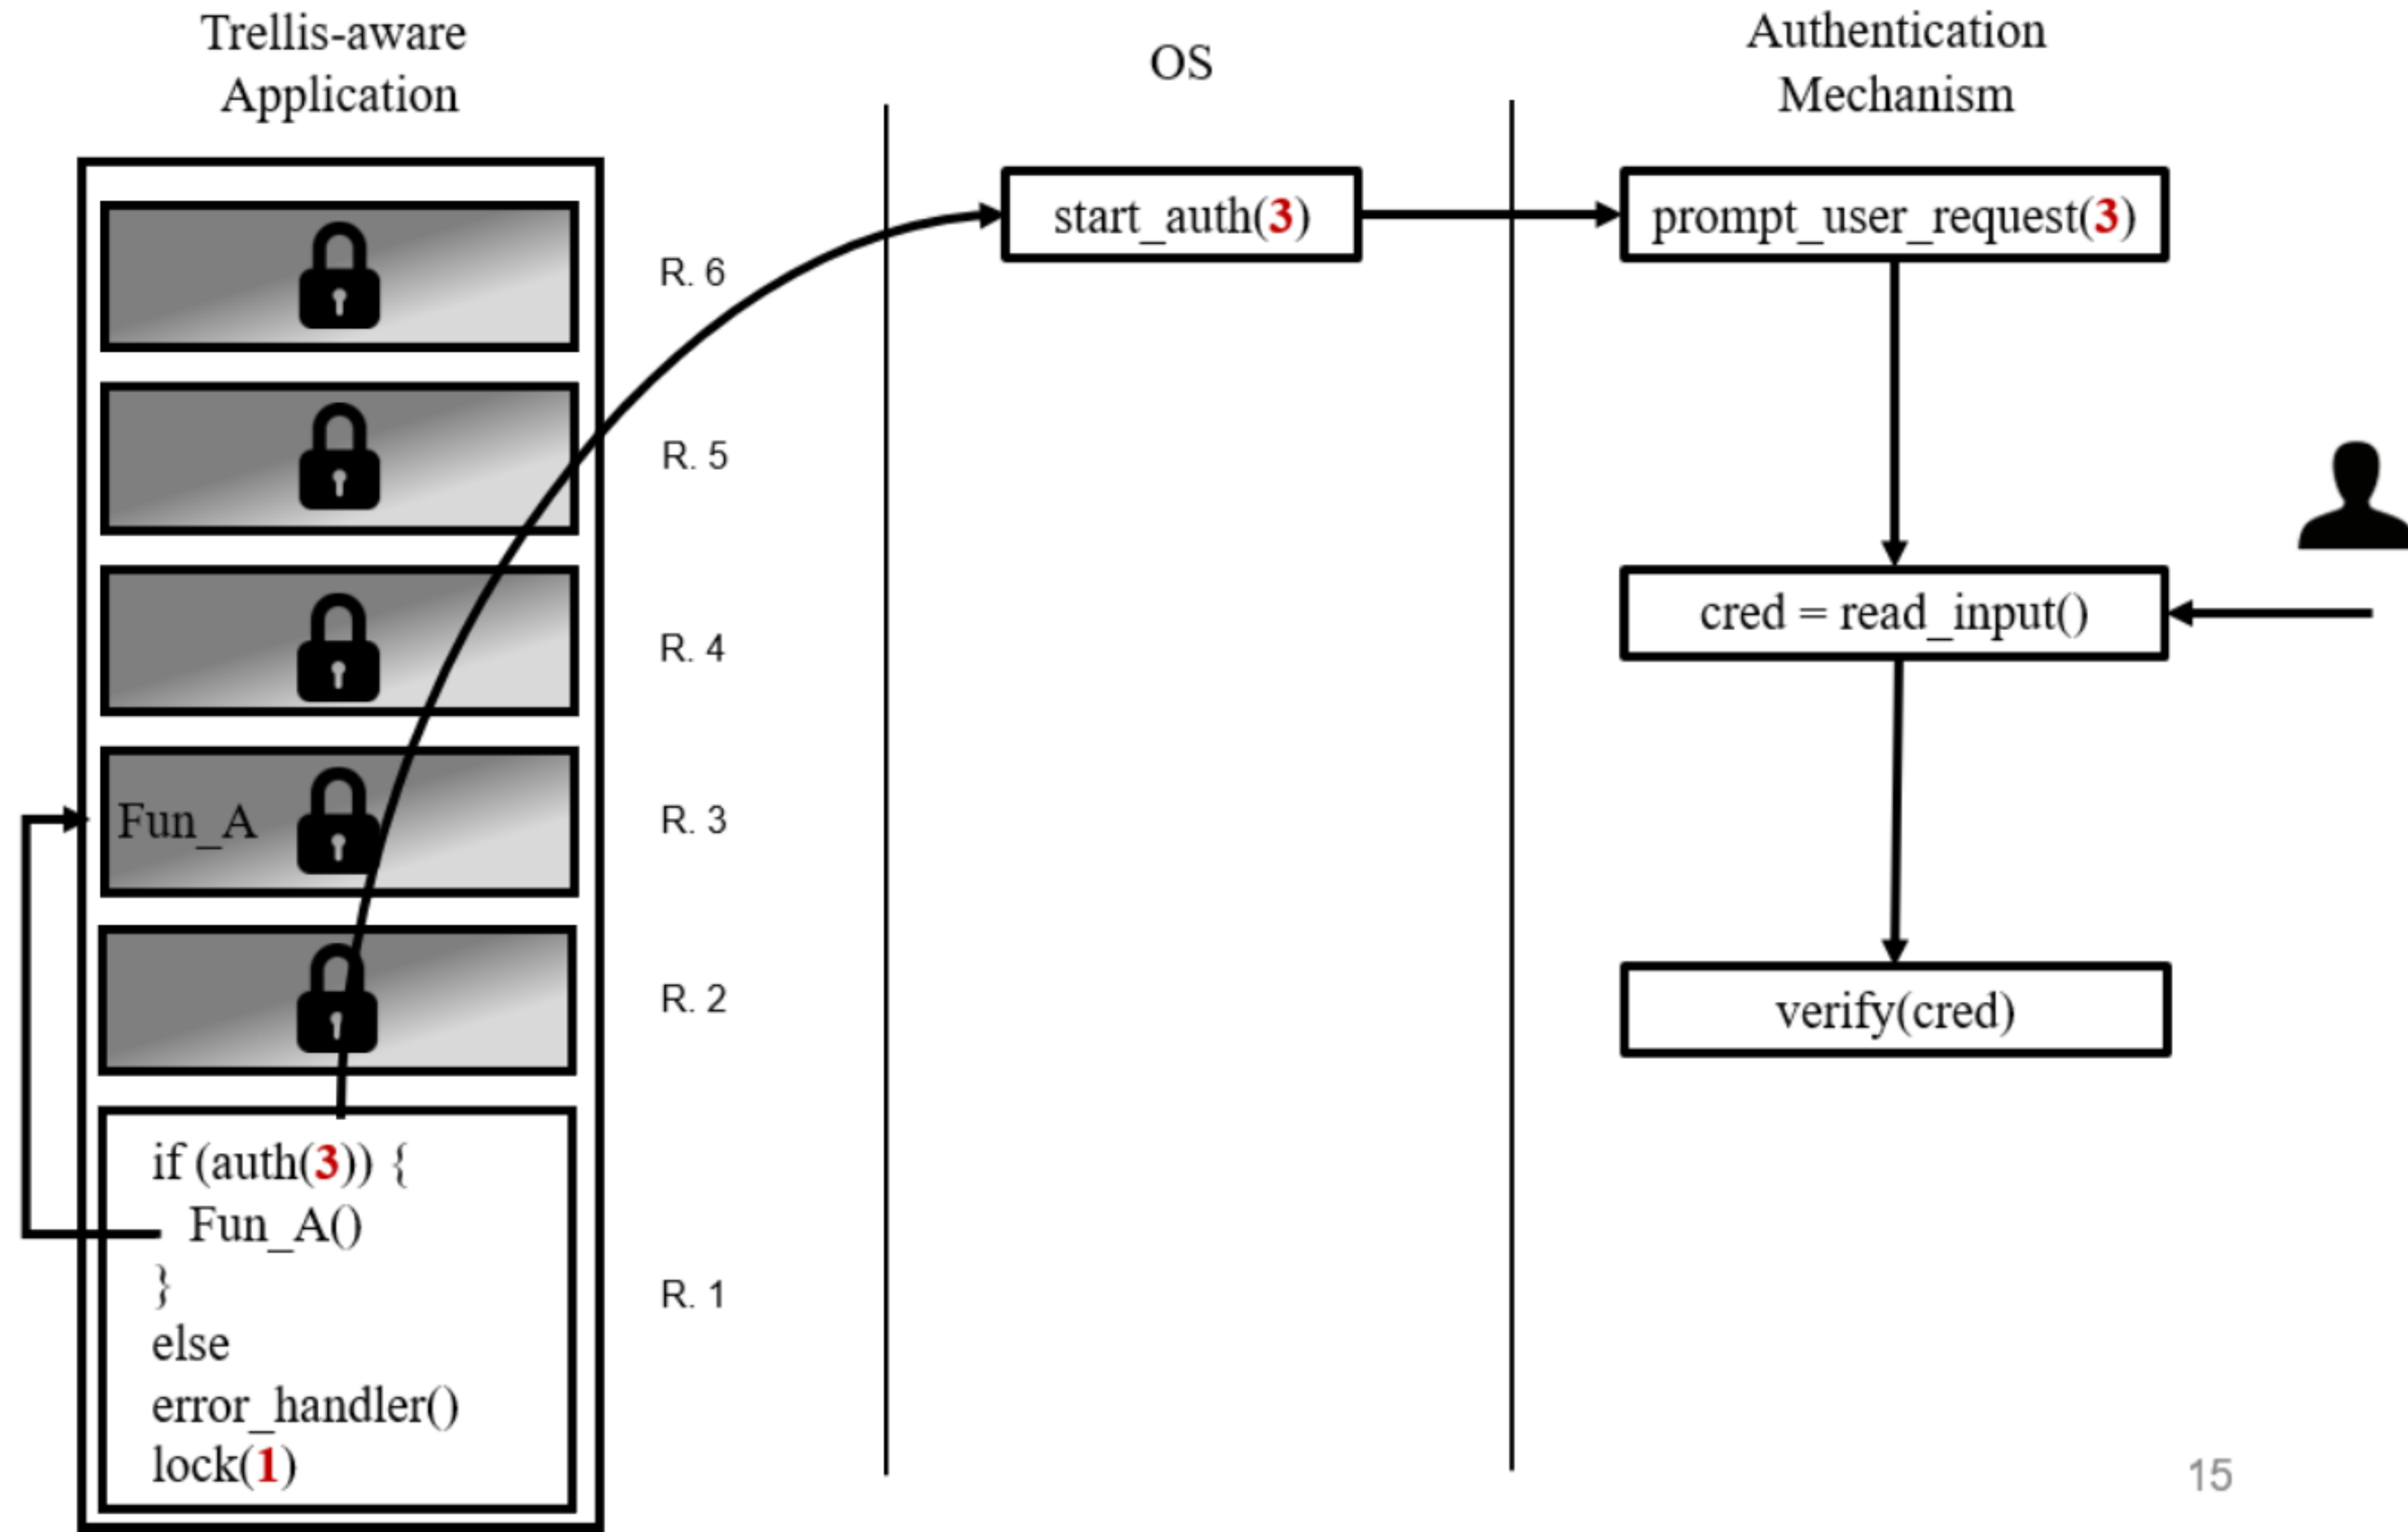 Trellis-aware
Application
OS
Authentication
Mechanism
start_auth(3)
prompt_user_request(3)
R. 6
R. 5
cred = read_input()
R. 4
Fun_A
R. 3
R. 2
verify(cred)
if (auth(3)) {
Fun_A()
}
else
error_handler()
lock(1)
R. 1
15